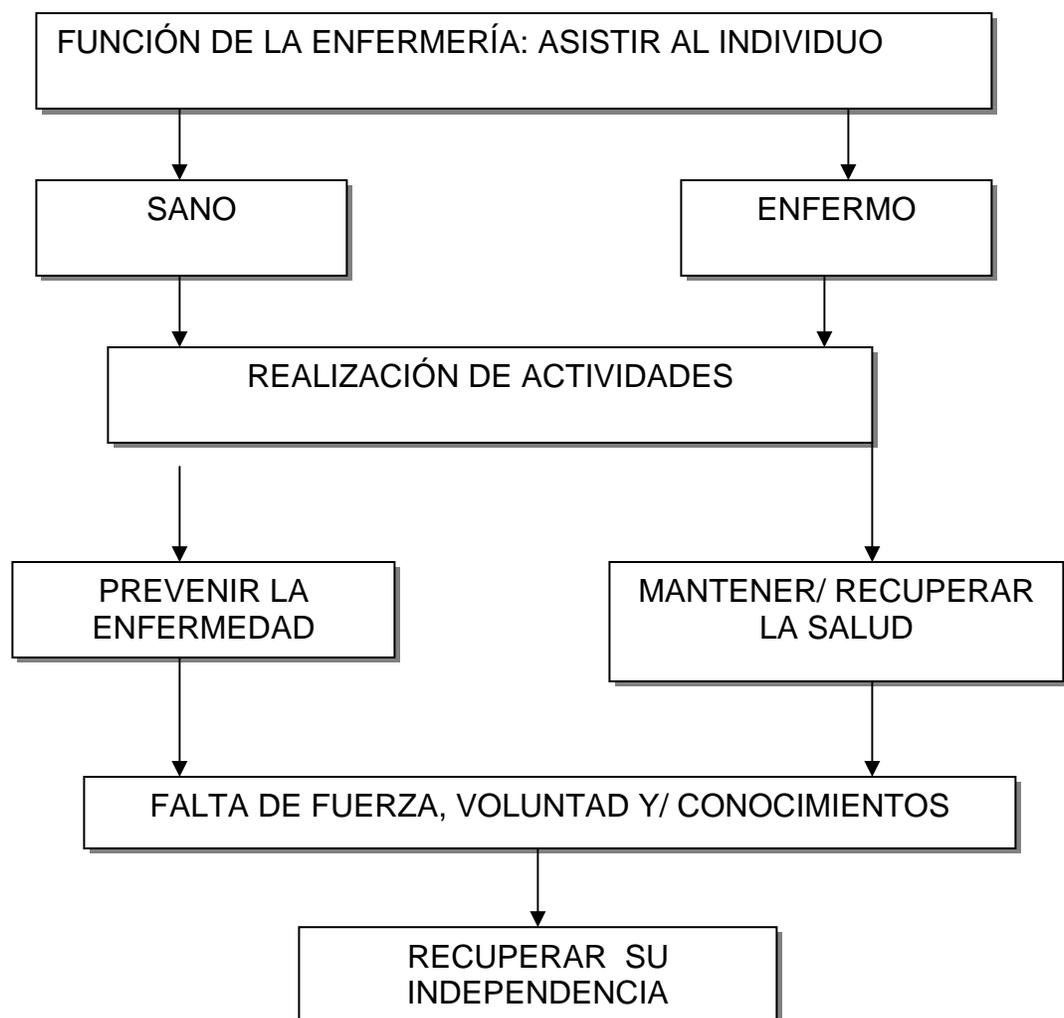 FUNCIÓN DE LA ENFERMERÍA: ASISTIR AL INDIVIDUO
SANO
ENFERMO
REALIZACIÓN DE ACTIVIDADES
PREVENIR LA
ENFERMEDAD
MANTENER/ RECUPERAR
LA SALUD
FALTA DE FUERZA, VOLUNTAD Y/ CONOCIMIENTOS
RECUPERAR SU
INDEPENDENCIA